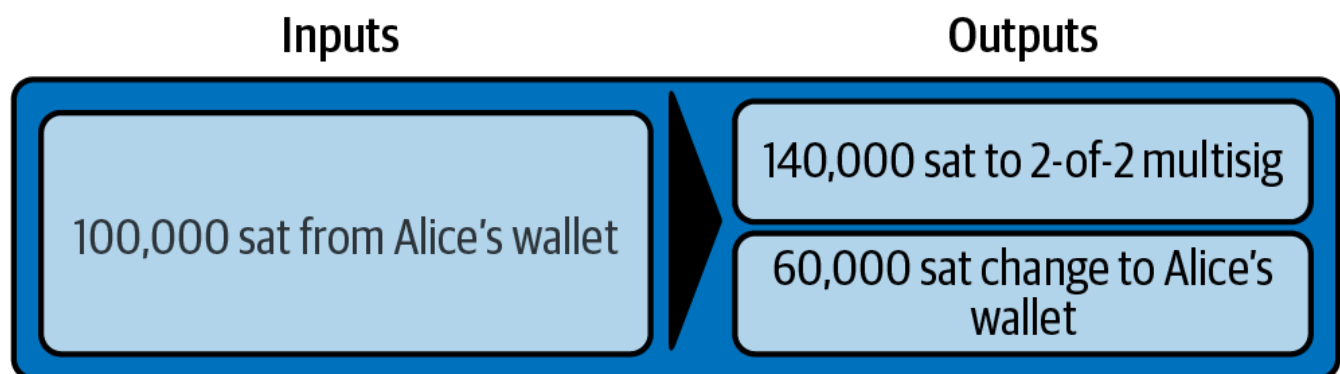 Inputs
Outputs
100,000 sat from Alice’s wallet
140,000 sat to 2-of-2 multisig
60,000 sat change to Alice’s
wallet